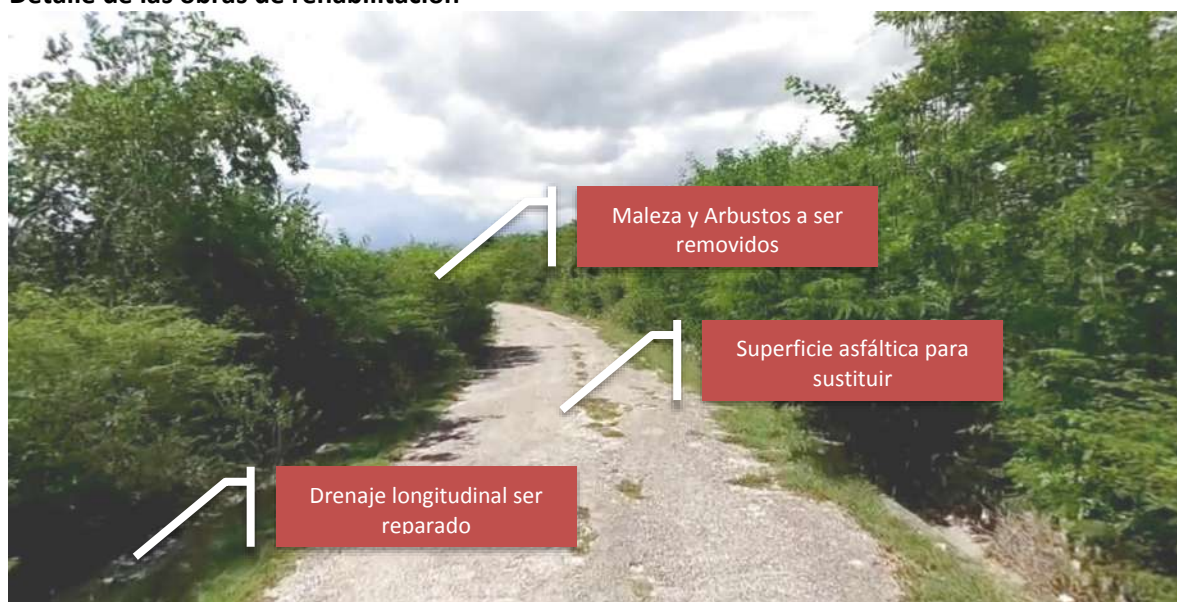 Detalle de las obras de rehabilitación
Maleza y Arbustos a ser
removidos
Superficie asfáltica para
sustituir
Drenaje longitudinal ser
reparado